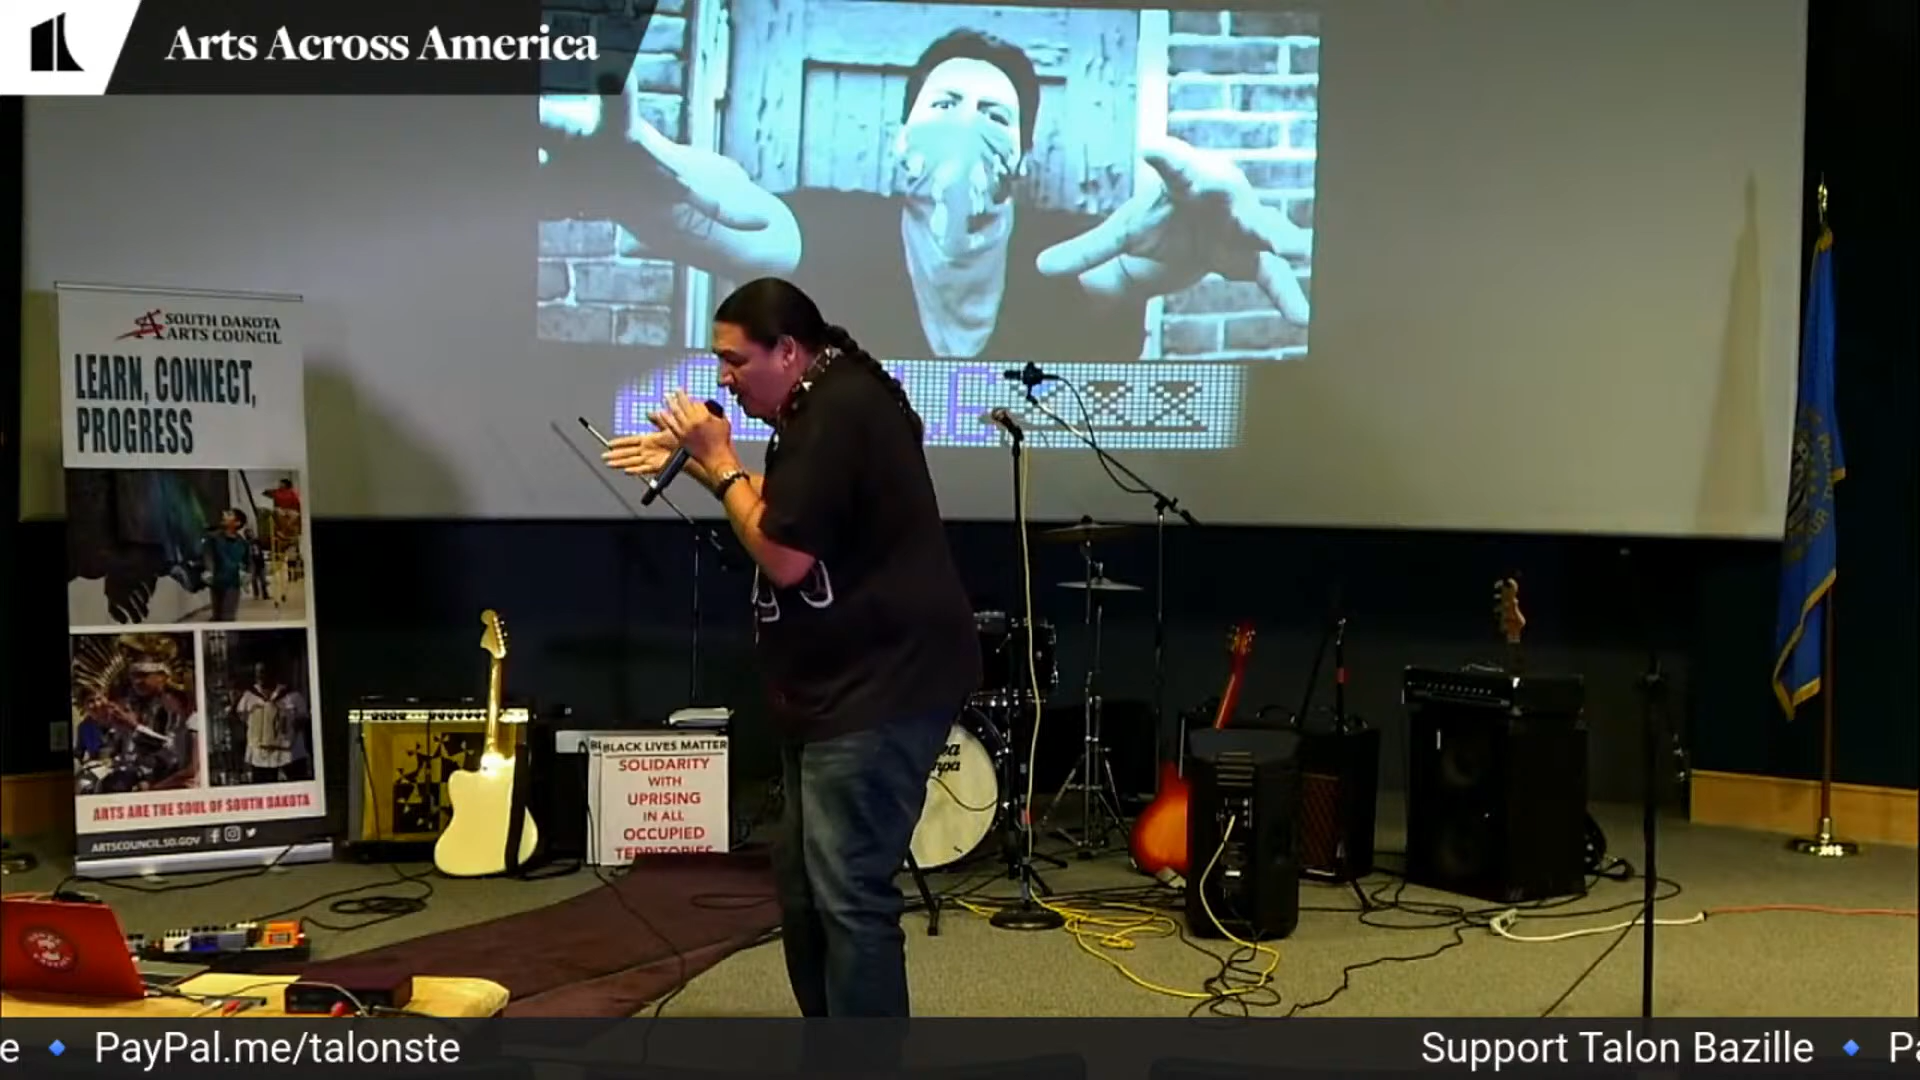 Arts Across America
SOUTH DAKOTA
ARTS COUNCIL
LEARN, CONNECT,
PROGRESS
ARTS ARE THE SOUL OF SOUTH DAKOTA
ARTSCOUNCIL.SD.GOV
BLACK LIVES MATTER
SOLIDARITY
WITH
UPRISING
IN ALL
OCCUPIED
TERRITORIES
e PayPal.me/talonste
Support Talon Bazille Pa